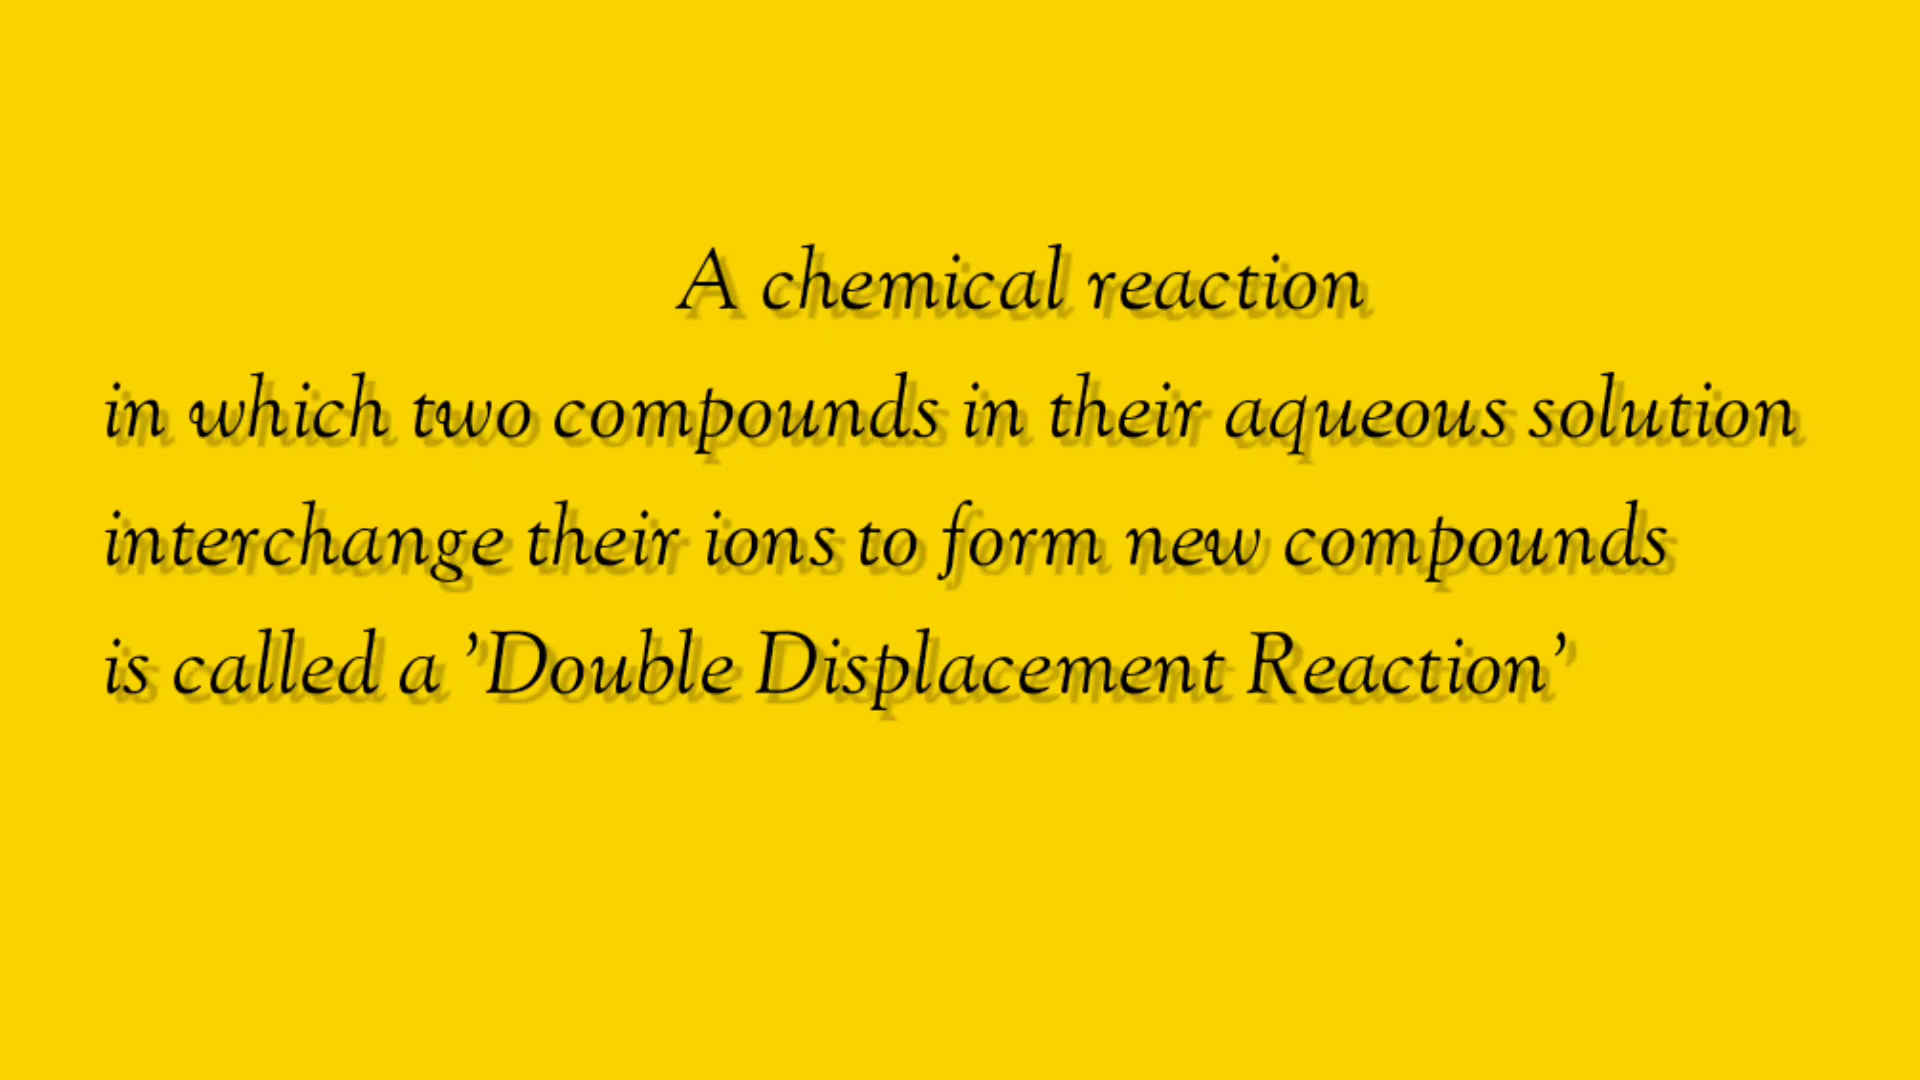 A chemical reaction
in which two compounds in their aqueous solution
interchange their ions to form new compounds
is called a ’Double Displacement Reaction’